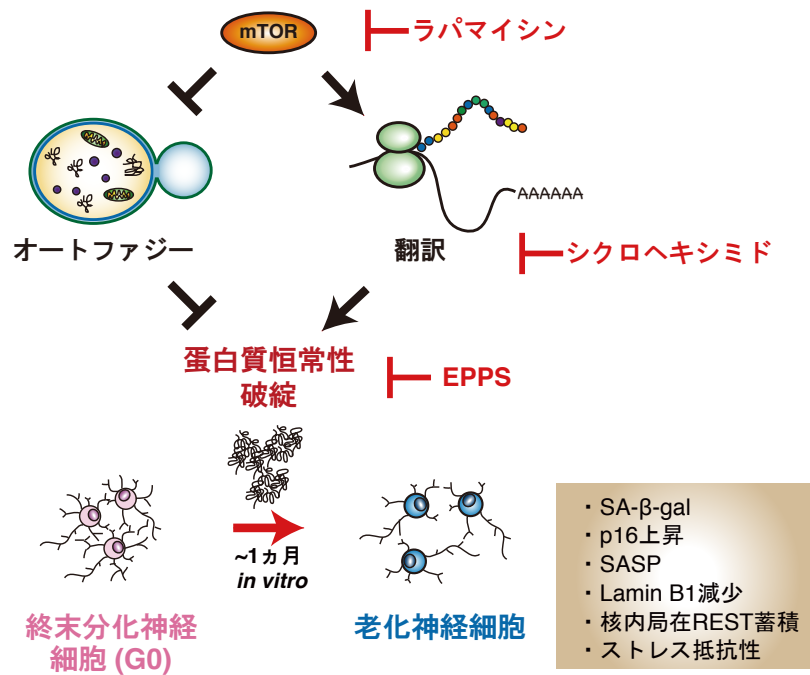 mTOR
ラパマイシン
AAAAAA
オートファジー
翻訳
シクロヘキシミド
蛋白質恒常性
破綻
EPPS
~1ヵ月
in vitro
終末分化神経
細胞 (G0)
老化神経細胞
・SA-β-gal
・p16上昇
・SASP
・Lamin B1減少
・核内局在REST蓄積
・ストレス抵抗性